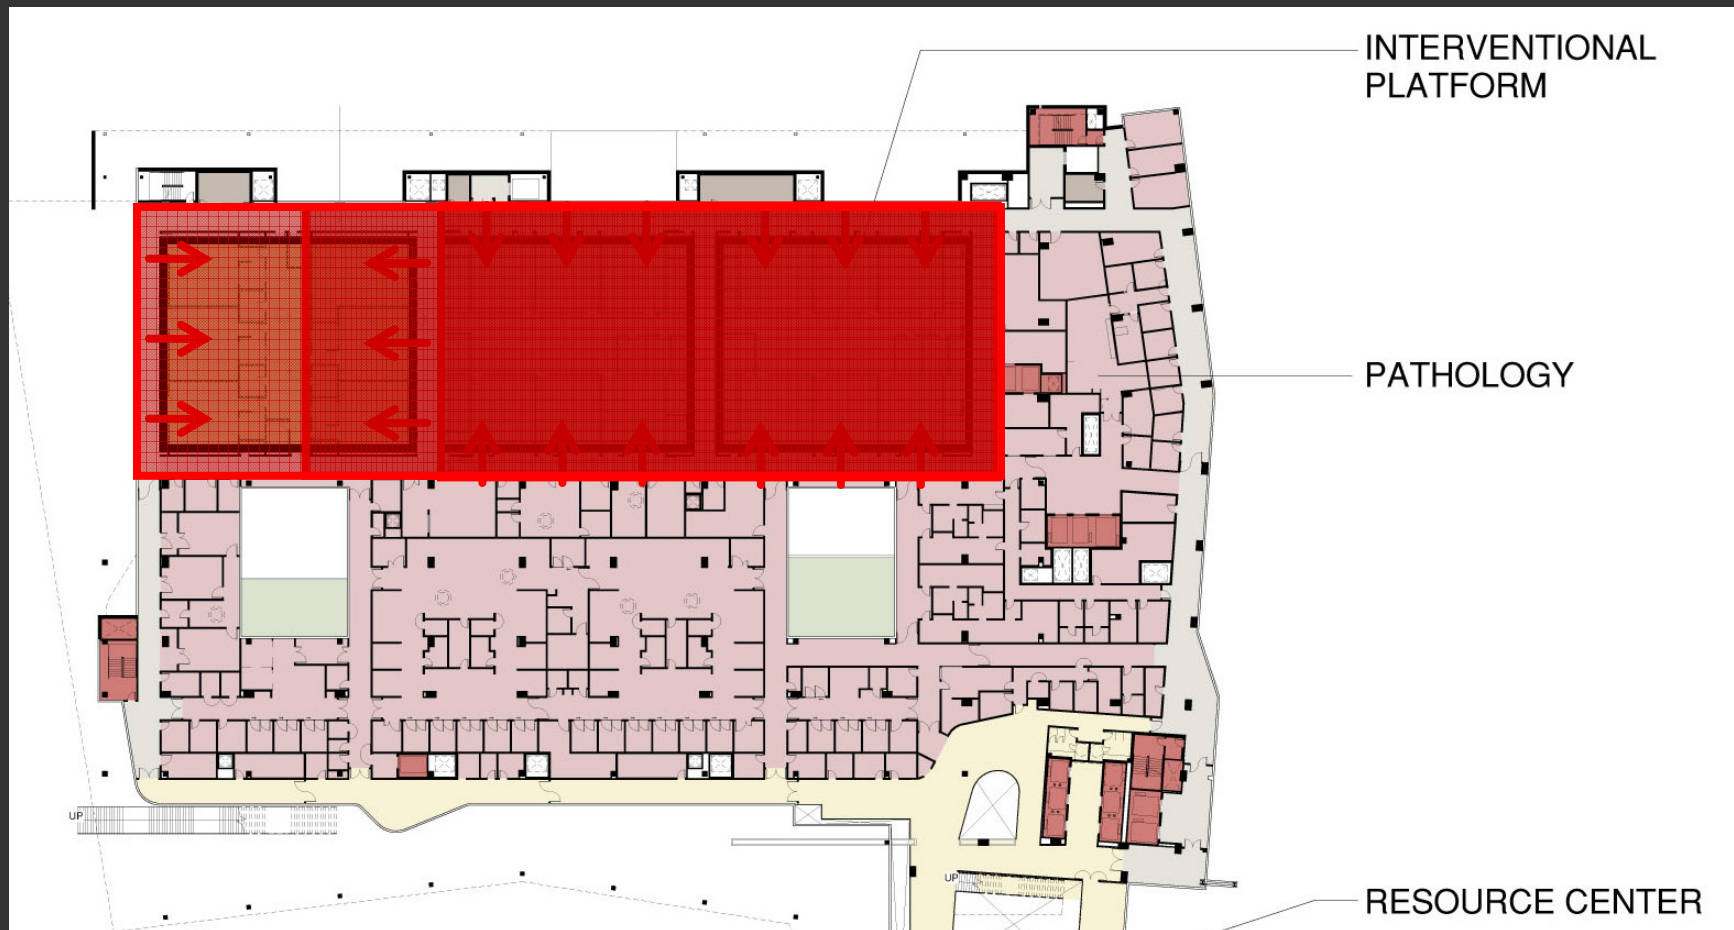 INTERVENTIONAL
PLATFORM
PATHOLOGY
UP
UP
RESOURCE CENTER